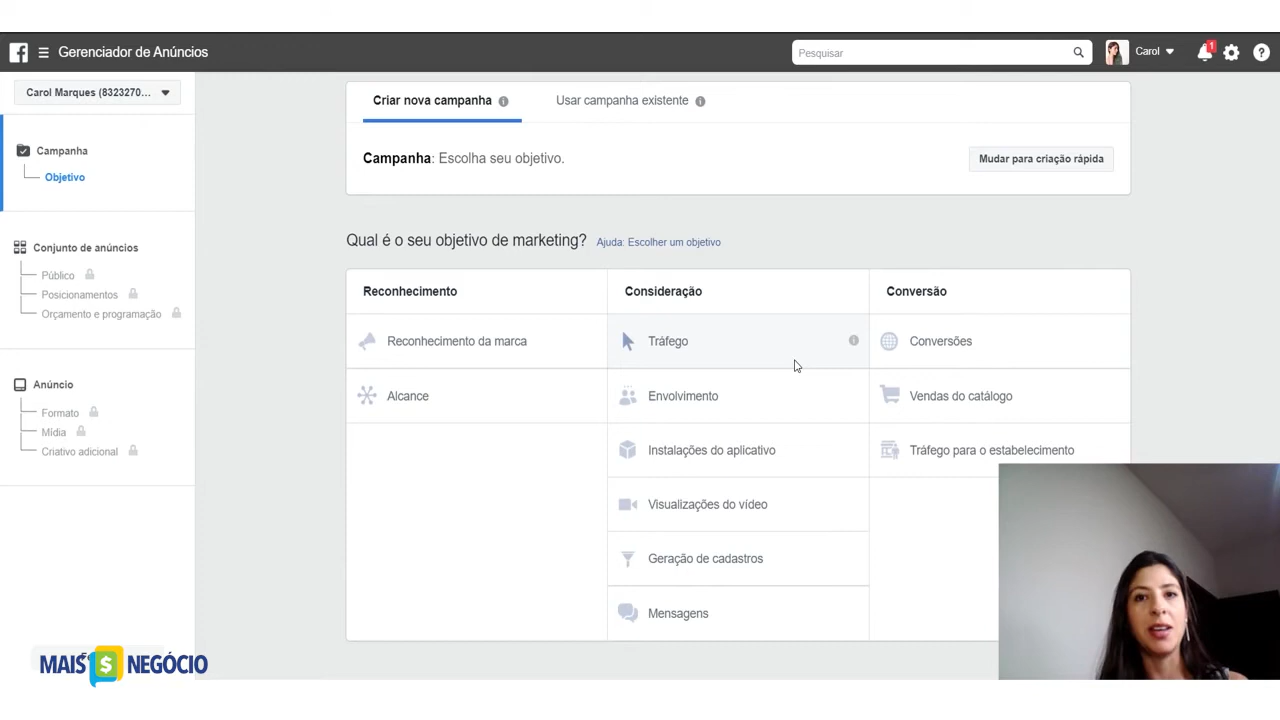 Gerenciador de Anúncios
Pesquisar
Carol
1
?
Carol Marques (8323270...
Criar nova campanha
Usar campanha existente
Campanha: Escolha seu objetivo.
Mudar para criação rápida
Campanha
Objetivo
Conjunto de anúncios
Público
Posicionamentos
Orçamento e programação
Anúncio
Formato
Mídia
Criativo adicional
Qual é o seu objetivo de marketing?
Ajuda: Escolher um objetivo
Reconhecimento
Consideração
Conversão
Reconhecimento da marca
Tráfego
Conversões
Alcance
Envolvimento
Vendas do catálogo
Instalações do aplicativo
Tráfego para o estabelecimento
Visualizações do vídeo
Geração de cadastros
Mensagens
MAIS $ NEGÓCIO